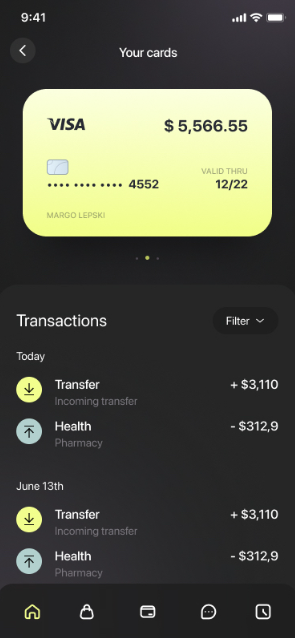 9:41
Your cards
VISA
$ 5,566.55
VALID THRU
•••• •••• •••• 4552
12/22
MARGO LEPSKI
Transactions
Filter
Today
Transfer
+ $3,110
Incoming transfer
Health
- $312,9
Pharmacy
June 13th
Transfer
+ $3,110
Incoming transfer
Health
- $312,9
Pharmacy